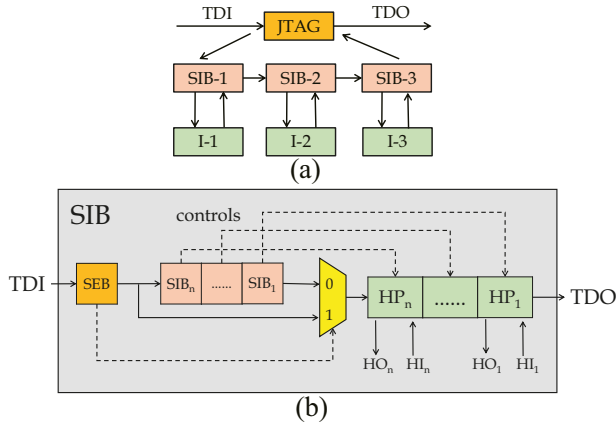 TDI TDO
JTAG
SIB-1 SIB-2 SIB-3
I-1 I-2 I-3
(a)
SIB
controls
TDI SEB SIBn ...... SIB1 0
1
HPn ...... HP1 TDO
HOn HIn HO1 HI1
(b)